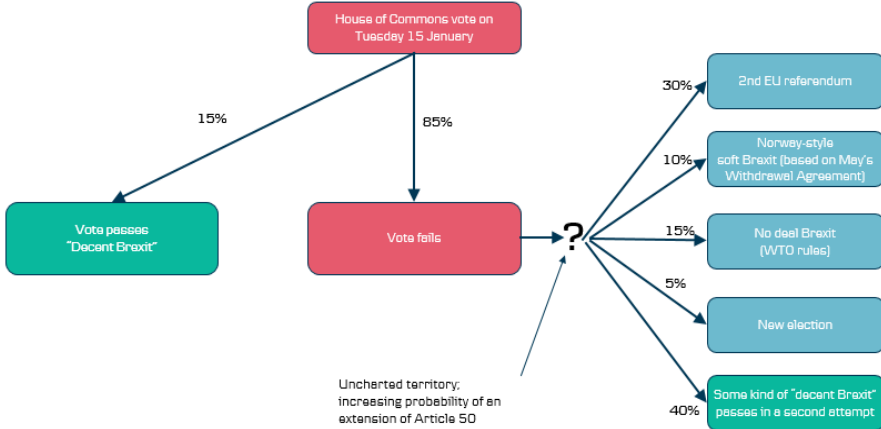 House of Commons vote on
Tuesday 15 January
15%
85%
Vote passes
"Decent Brexit"
Vote fails
?
Uncharted territory;
increasing probability of an
extension of Article 50
30%
2nd EU referendum
10%
Norway-style
soft Brexit (based on May's
Withdrawal Agreement)
15%
No deal Brexit
(WTO rules)
5%
New election
40%
Some kind of "decent Brexit"
passes in a second attempt